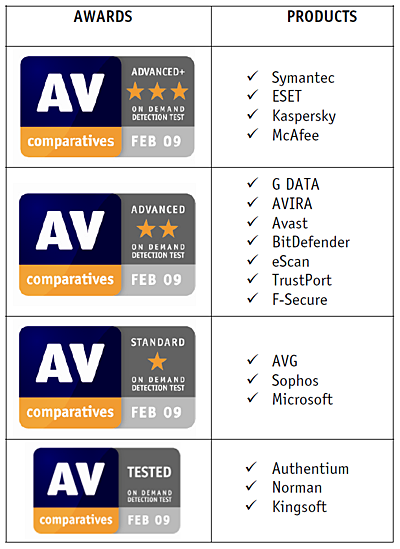 AWARDS
PRODUCTS
AV
comparatives
ADVANCED+
ON DEMAND
DETECTION TEST
FEB 09
Symantec
ESET
Kaspersky
McAfee
AV
comparatives
ADVANCED
ON DEMAND
DETECTION TEST
FEB 09
G DATA
AVIRA
Avast
BitDefender
eScan
TrustPort
F-Secure
AV
comparatives
STANDARD
ON DEMAND
DETECTION TEST
FEB 09
AVG
Sophos
Microsoft
AV
comparatives
TESTED
ON DEMAND
DETECTION TEST
FEB 09
Authentium
Norman
Kingsoft